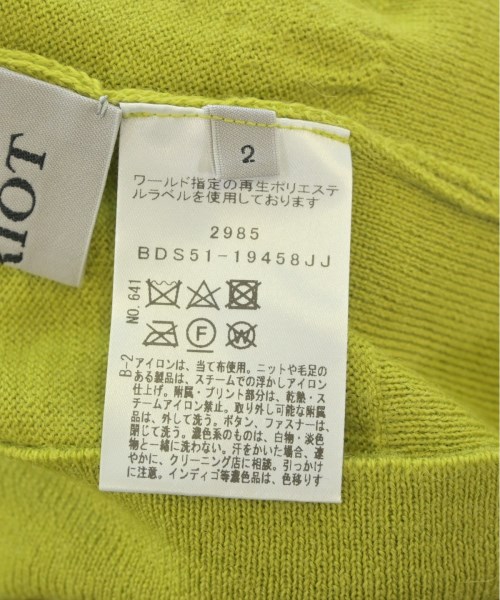 RIOT
2
ワールド指定の再生ポリエステ
ルラベルを使用しております
2985
BDS51-19458JJ
NO. 641
F
W
B-2
アイロンは、当て布使用。ニットや毛足の
ある製品は、スチームでの浮かしアイロン
仕上げ。附属・プリント部分は、乾熱・ス
チームアイロン禁止。取り外し可能な附属
品は、外して洗う。ボタン、ファスナーは、
閉じて洗う。濃色系のものは、白物・淡色
物と一緒に洗わない。汗をかいた場合、速
やかに、クリーニング店に相談。引っかけ
に注意。インディゴ等濃色品は、色移りす